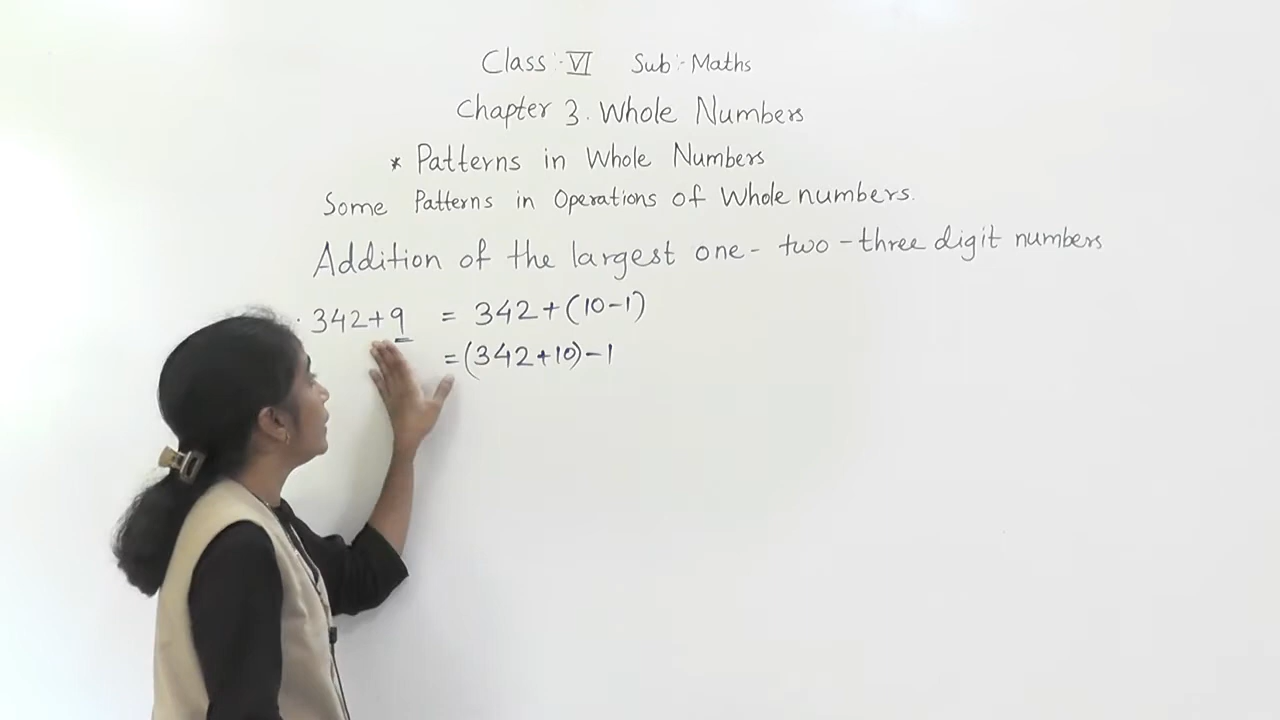 Class :- VI Sub :- Maths
Chapter 3. Whole Numbers
* Patterns in Whole Numbers
Some Patterns in Operations of Whole numbers.
Addition of the largest one - two - three digit numbers
. 342+9 = 342+(10-1)
=(342+10)-1